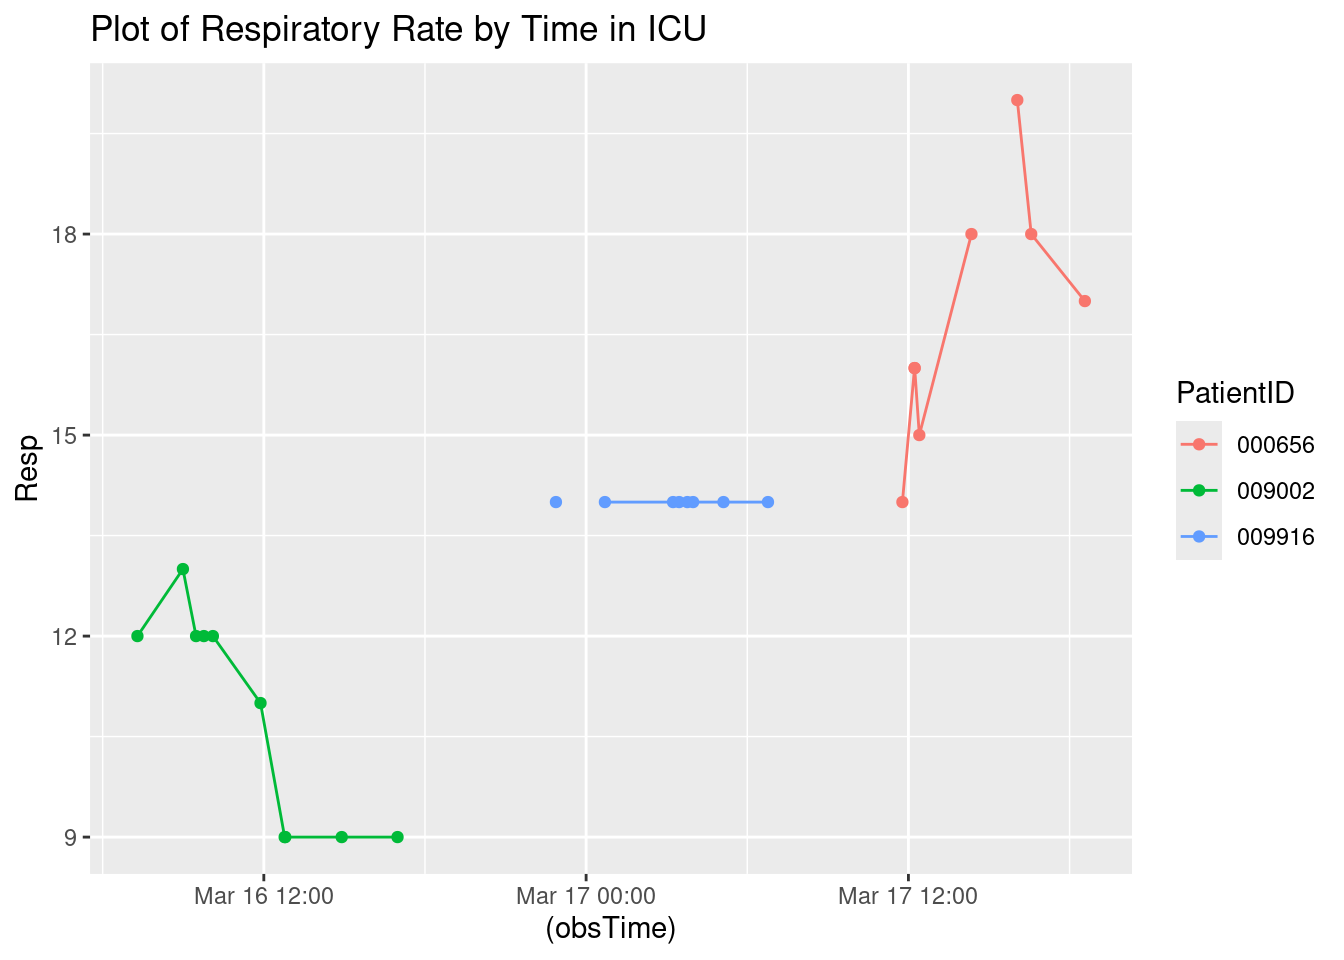 Plot of Respiratory Rate by Time in ICU
18
15
12
9
Resp
Mar 16 12:00
Mar 17 00:00
Mar 17 12:00
(obsTime)
PatientID
000656
009002
009916